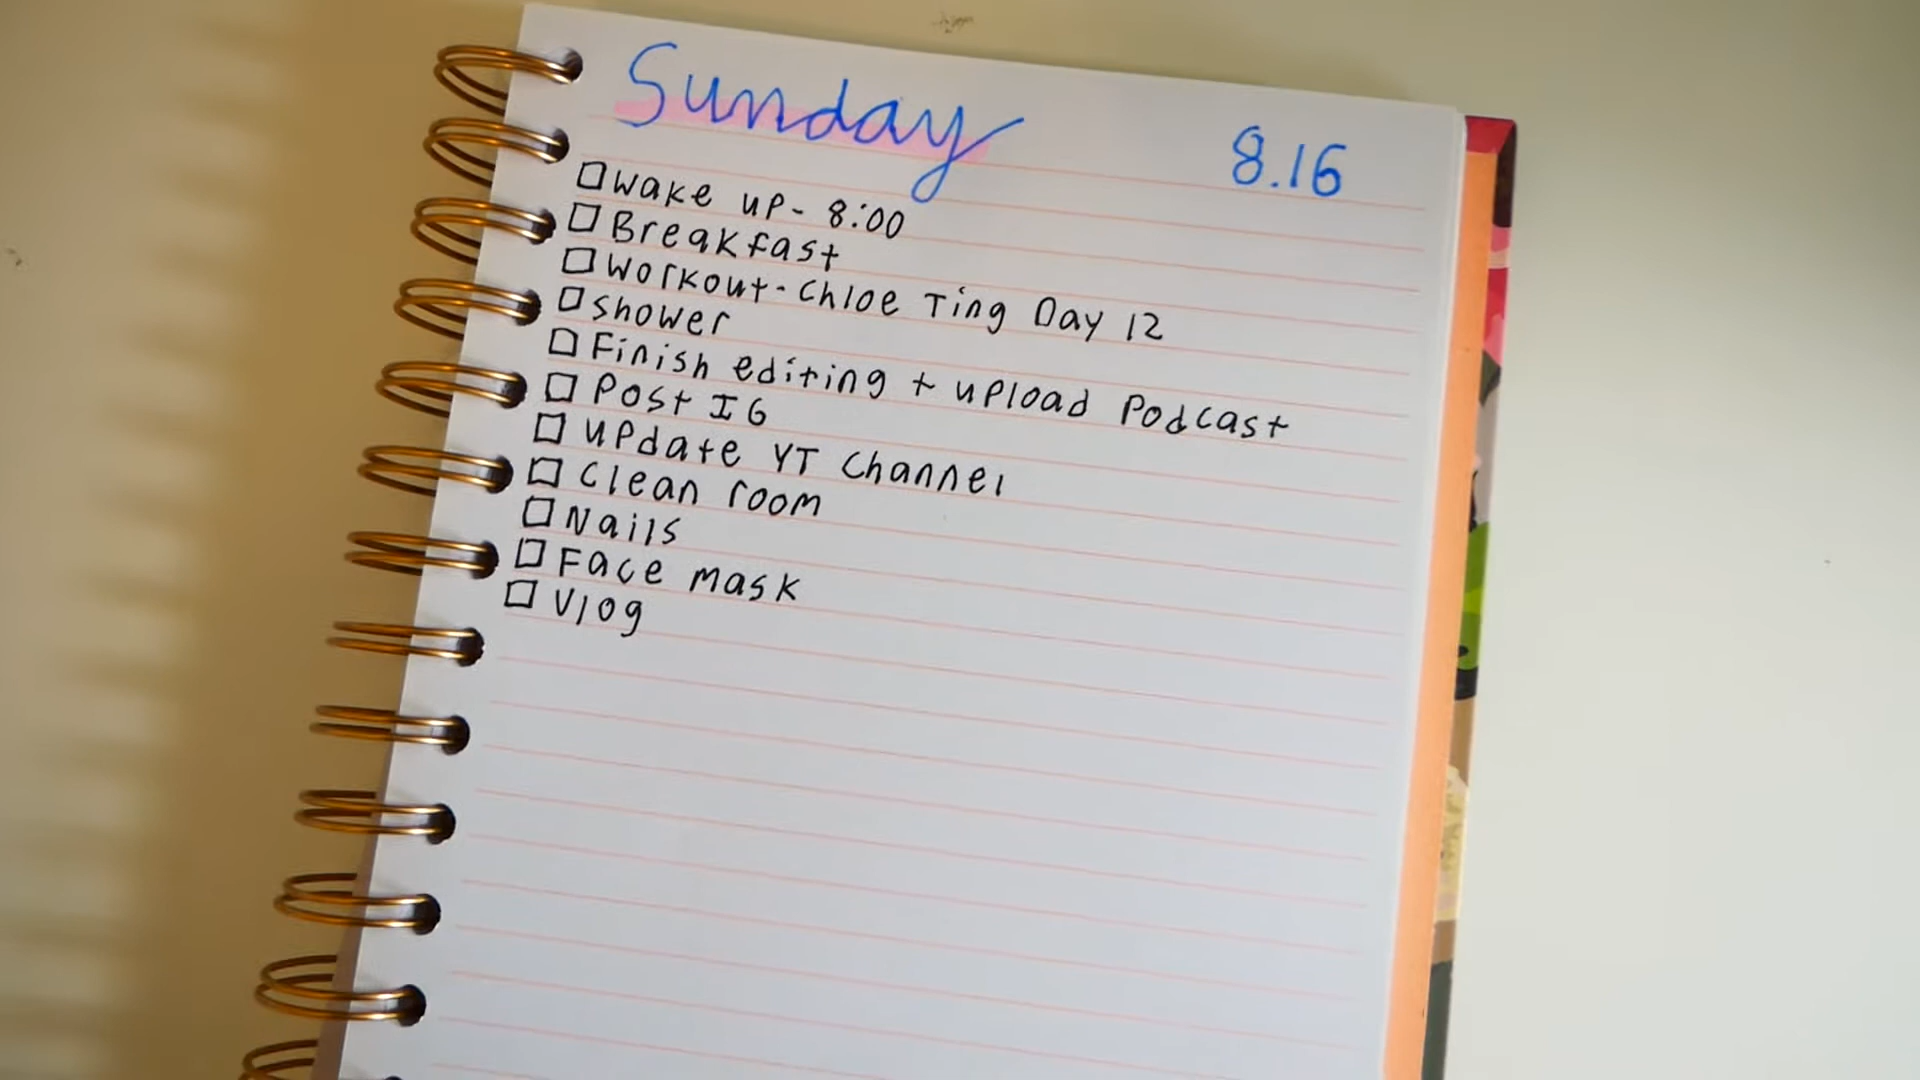 Sunday 8.16
Wake up - 8:00
Breakfast
Workout - Chloe Ting Day 12
Shower
Finish editing + upload Podcast
Post IG
Update YT Channel
Clean room
Nails
Face mask
Vlog